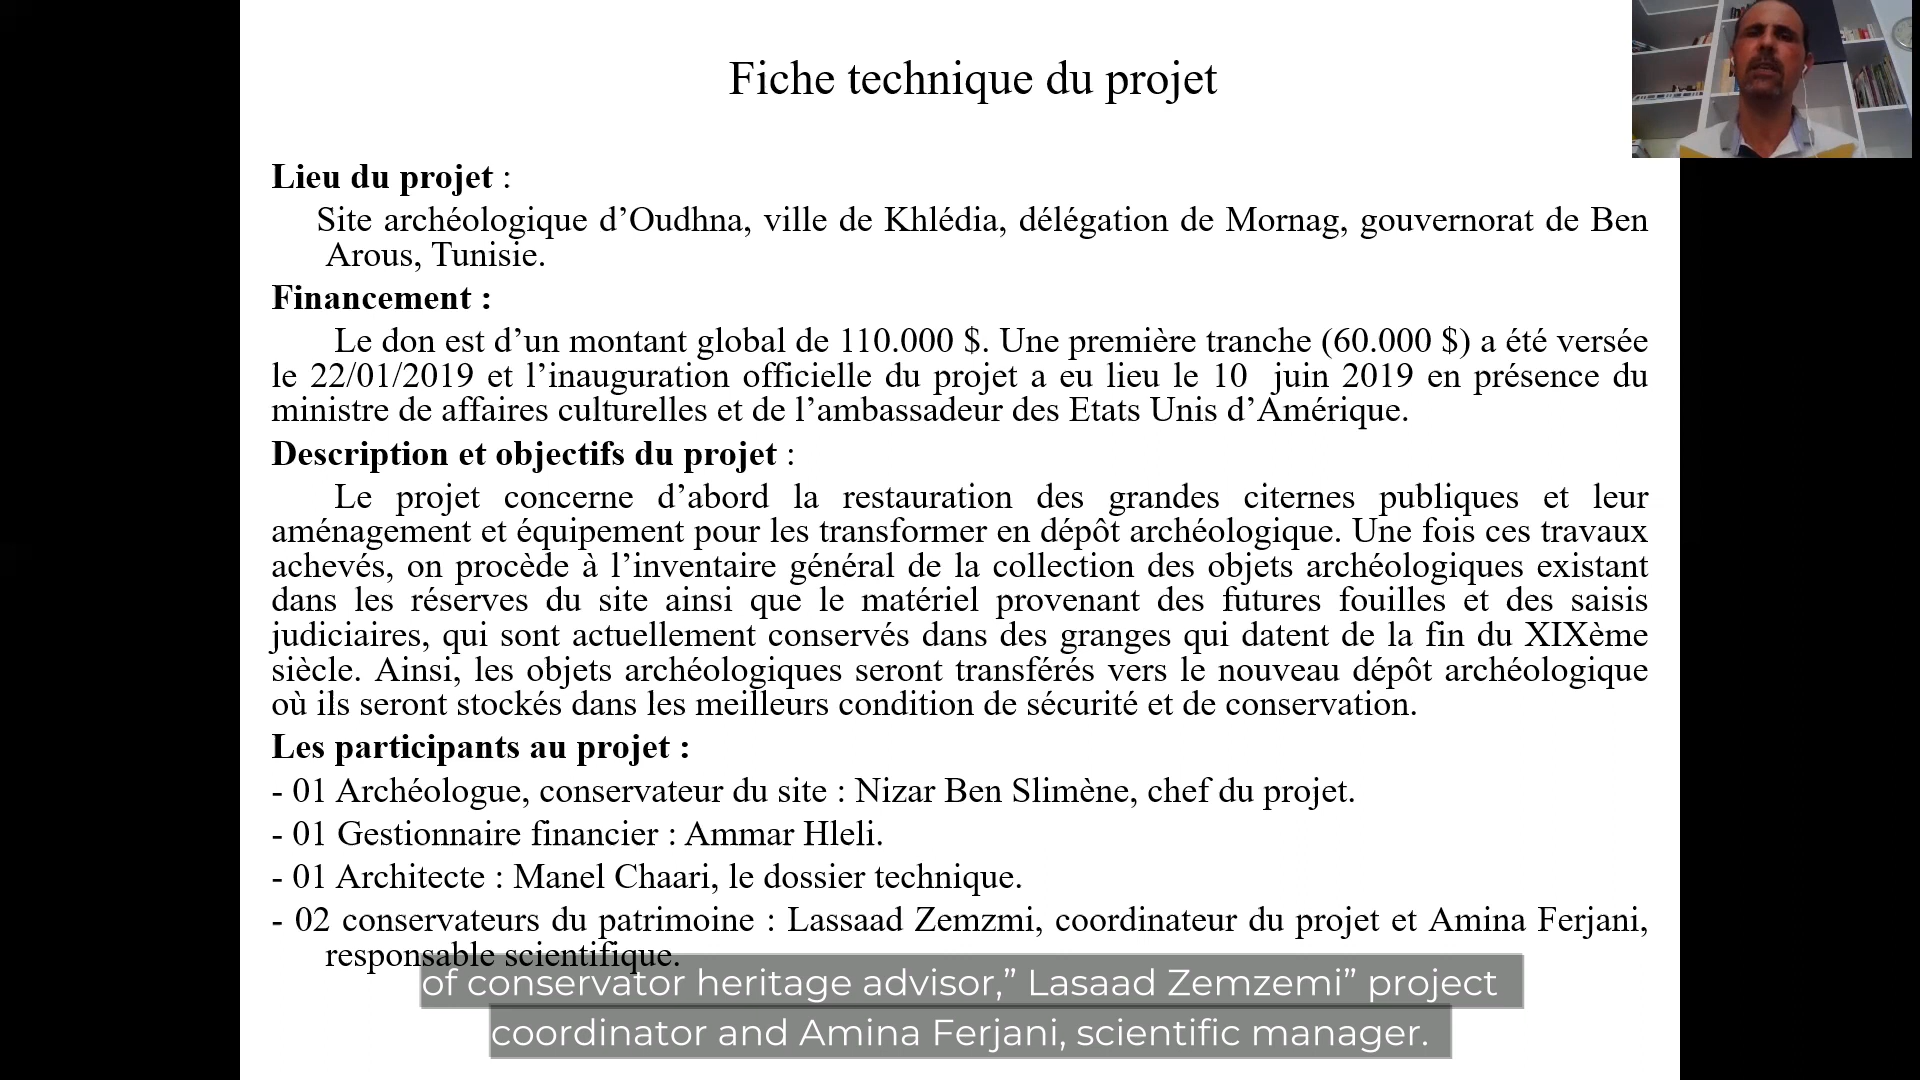 Fiche technique du projet
Lieu du projet :
Site archéologique d’Oudhna, ville de Khlédia, délégation de Mornag, gouvernorat de Ben
Arous, Tunisie.
Financement :
Le don est d’un montant global de 110.000 $. Une première tranche (60.000 $) a été versée
le 22/01/2019 et l’inauguration officielle du projet a eu lieu le 10 juin 2019 en présence du
ministre de affaires culturelles et de l’ambassadeur des Etats Unis d’Amérique.
Description et objectifs du projet :
Le projet concerne d’abord la restauration des grandes citernes publiques et leur
aménagement et équipement pour les transformer en dépôt archéologique. Une fois ces travaux
achevés, on procède à l’inventaire général de la collection des objets archéologiques existant
dans les réserves du site ainsi que le matériel provenant des futures fouilles et des saisis
judiciaires, qui sont actuellement conservés dans des granges qui datent de la fin du XIXème
siècle. Ainsi, les objets archéologiques seront transférés vers le nouveau dépôt archéologique
où ils seront stockés dans les meilleurs condition de sécurité et de conservation.
Les participants au projet :
- 01 Archéologue, conservateur du site : Nizar Ben Slimène, chef du projet.
- 01 Gestionnaire financier : Ammar Hleli.
- 01 Architecte : Manel Chaari, le dossier technique.
- 02 conservateurs du patrimoine : Lassaad Zemzmi, coordinateur du projet et Amina Ferjani,
responsable scientifique.
of conservator heritage advisor,” Lasaad Zemzemi” project
coordinator and Amina Ferjani, scientific manager.